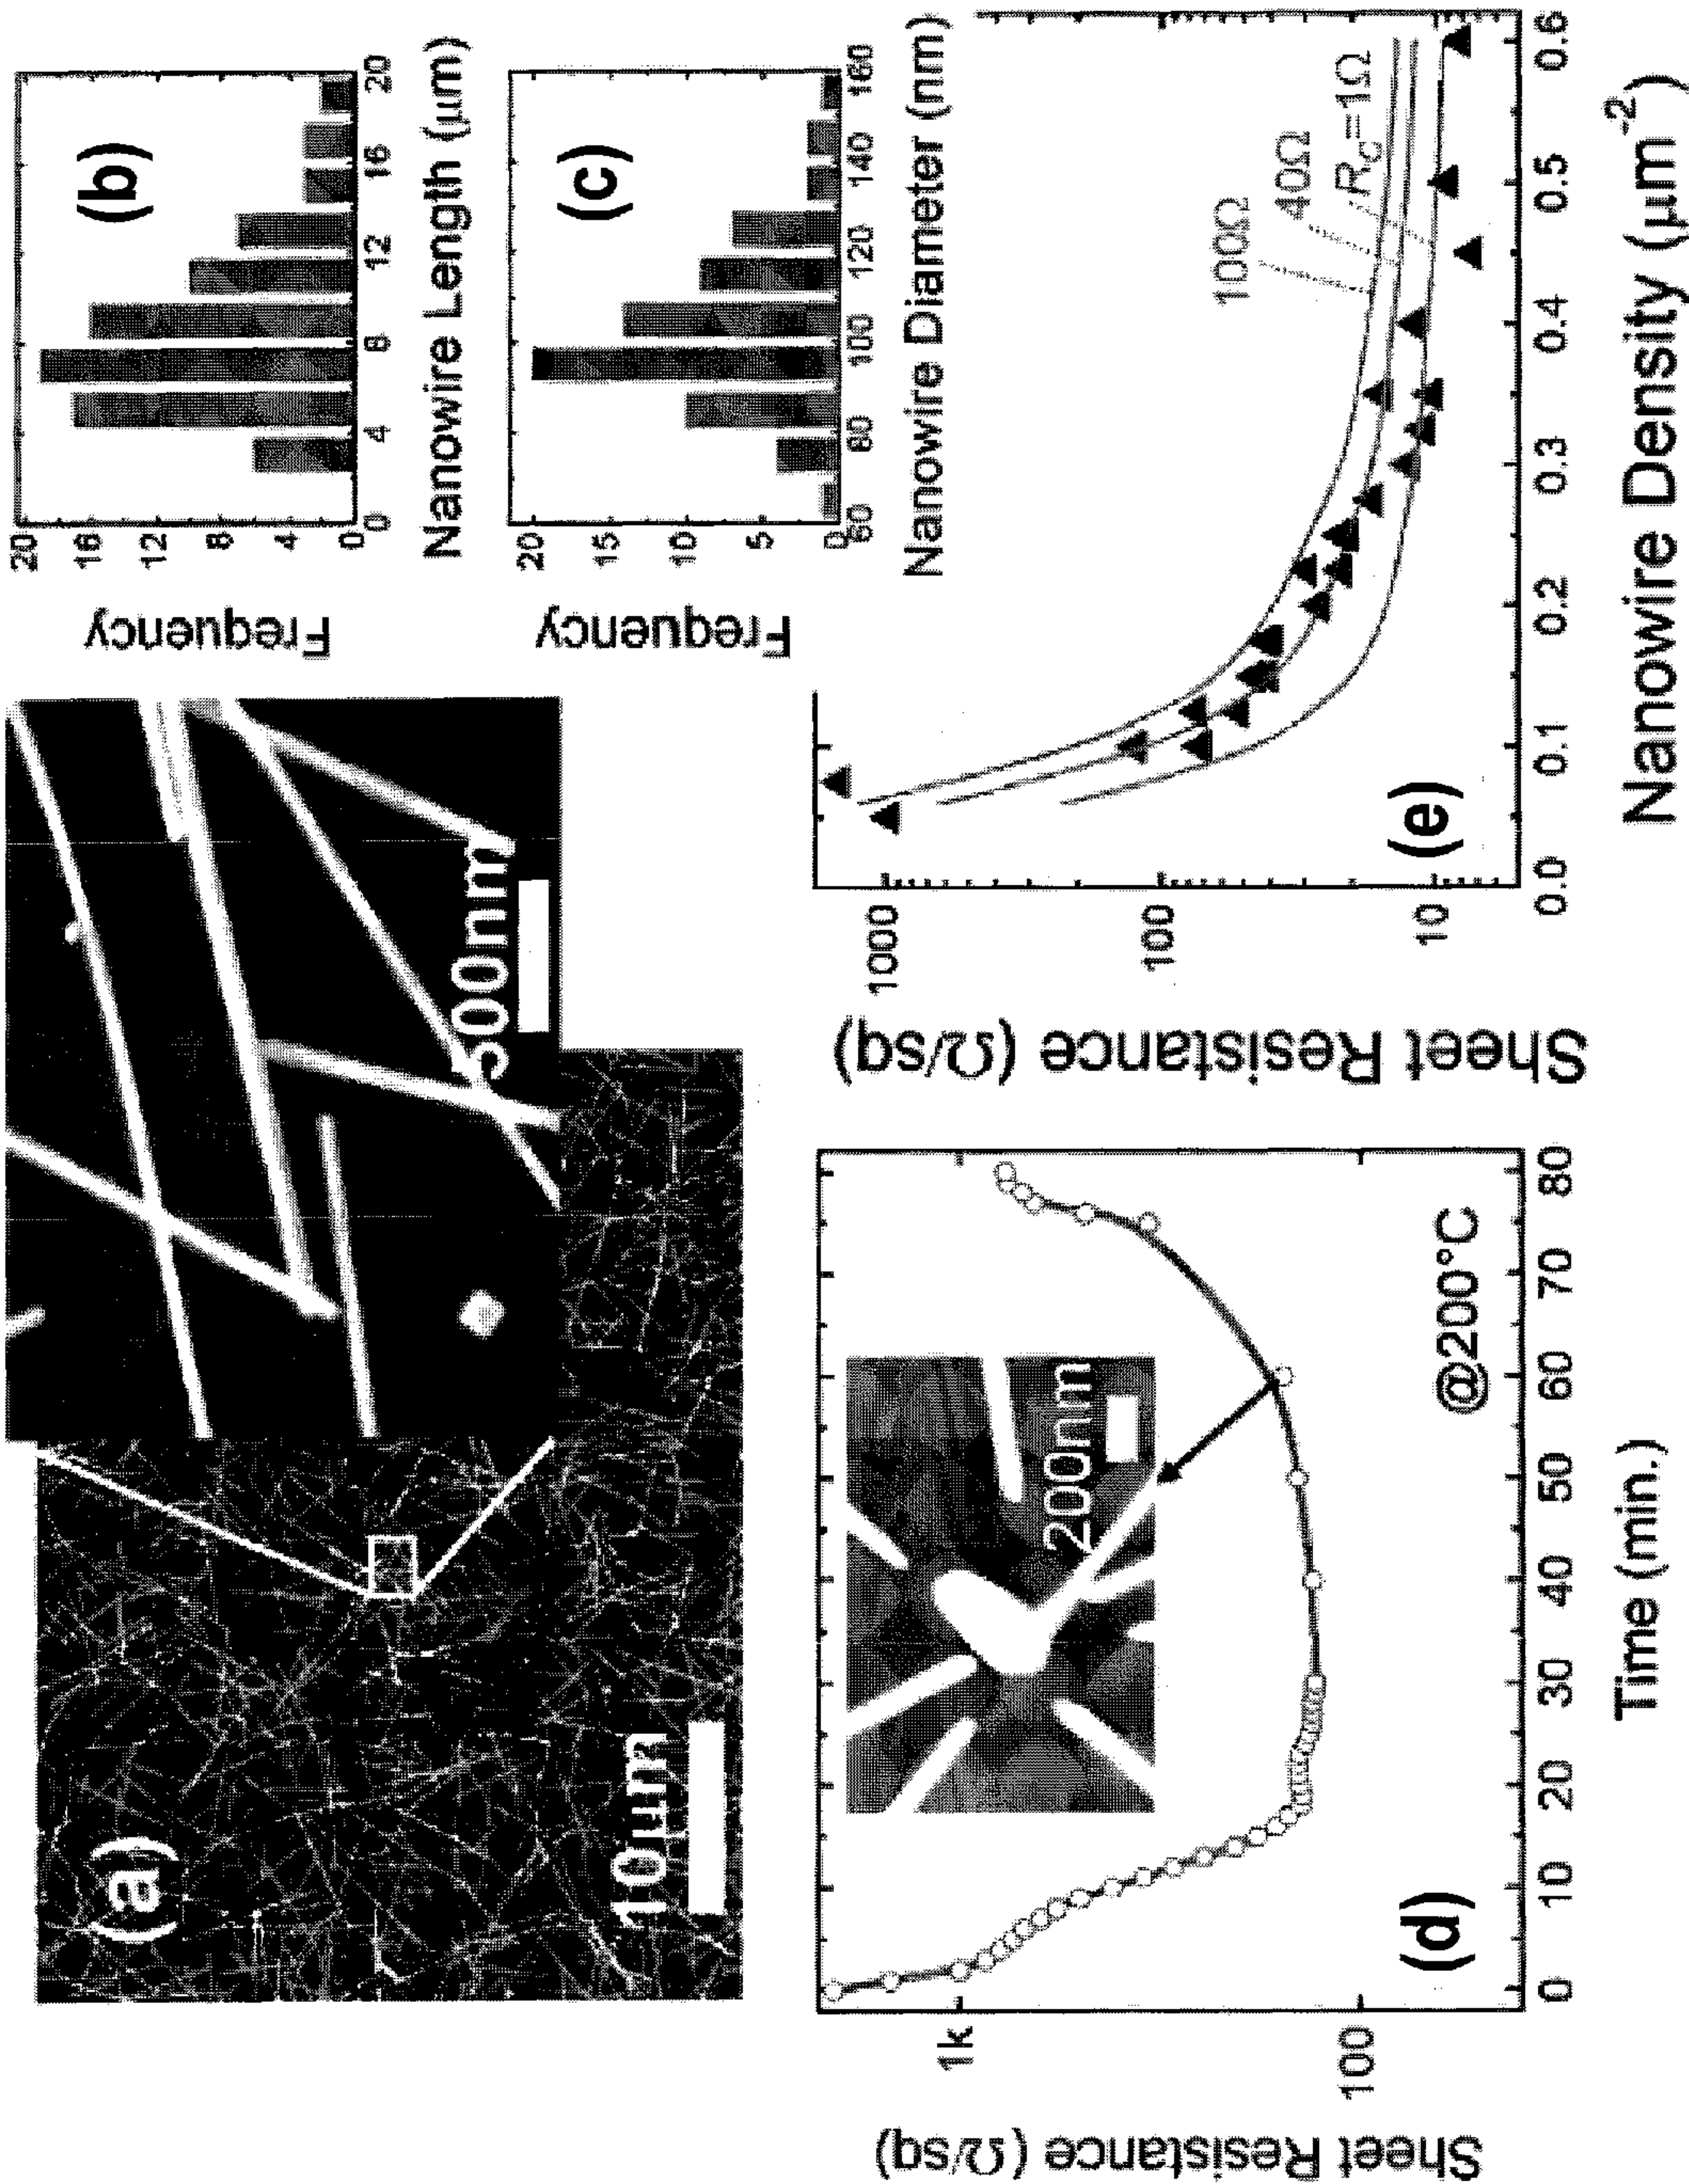 (a)
10μm
500nm
(b)
Frequency
20
16
12
8
4
0
0
4
8
12
16
20
Nanowire Length (μm)
(c)
Frequency
20
15
10
5
0
60
80
100
120
140
160
Nanowire Diameter (nm)
(d)
Sheet Resistance (Ω/sq)
1k
100
200nm
@200°C
0
10
20
30
40
50
60
70
80
Time (min.)
(e)
Sheet Resistance (Ω/sq)
1000
100
10
100Ω
40Ω
RC=1Ω
0.0
0.1
0.2
0.3
0.4
0.5
0.6
Nanowire Density (μm⁻²)